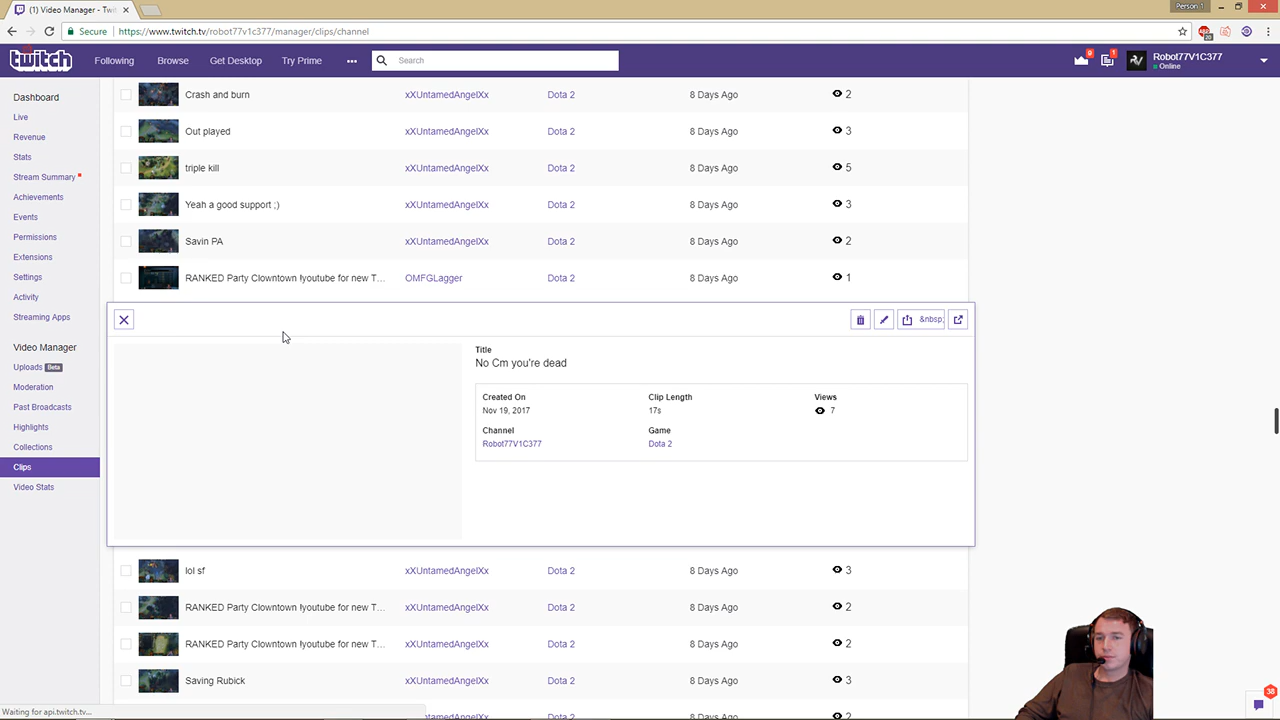 (1) Video Manager - Twi
Person 1
Secure
https://www.twitch.tv/robot77v1c377/manager/clips/channel
twitch
Following
Browse
Get Desktop
Try Prime
Search
9
1
Robot77V1C377
Online
Dashboard
Live
Revenue
Stats
Stream Summary
Achievements
Events
Permissions
Extensions
Settings
Activity
Streaming Apps
Video Manager
Uploads Beta
Moderation
Past Broadcasts
Highlights
Collections
Clips
Video Stats
Crash and burn xXUntamedAngelXx Dota 2 8 Days Ago 2
Out played xXUntamedAngelXx Dota 2 8 Days Ago 3
triple kill xXUntamedAngelXx Dota 2 8 Days Ago 5
Yeah a good support ;) xXUntamedAngelXx Dota 2 8 Days Ago 3
Savin PA xXUntamedAngelXx Dota 2 8 Days Ago 2
RANKED Party Clowntown !youtube for new T... OMFGLagger Dota 2 8 Days Ago 1
&nbsp;
Title
No Cm you're dead
Created On Clip Length Views
Nov 19, 2017 17s 7
Channel Game
Robot77V1C377 Dota 2
lol sf xXUntamedAngelXx Dota 2 8 Days Ago 3
RANKED Party Clowntown !youtube for new T... xXUntamedAngelXx Dota 2 8 Days Ago 2
RANKED Party Clowntown !youtube for new T... xXUntamedAngelXx Dota 2 8 Days Ago 2
Saving Rubick xXUntamedAngelXx Dota 2 8 Days Ago 3
xXUntamedAngelXx Dota 2 8 Days Ago 2
Waiting for api.twitch.tv...
38